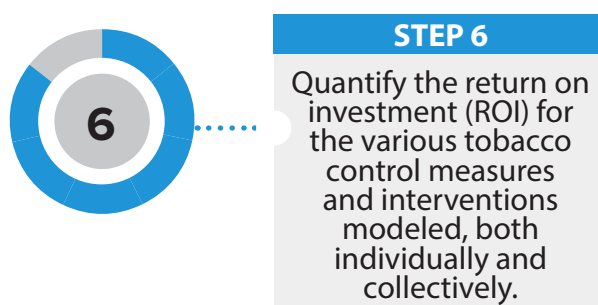 6
STEP 6
Quantify the return on
investment (ROI) for
the various tobacco
control measures
and interventions
modeled, both
individually and
collectively.